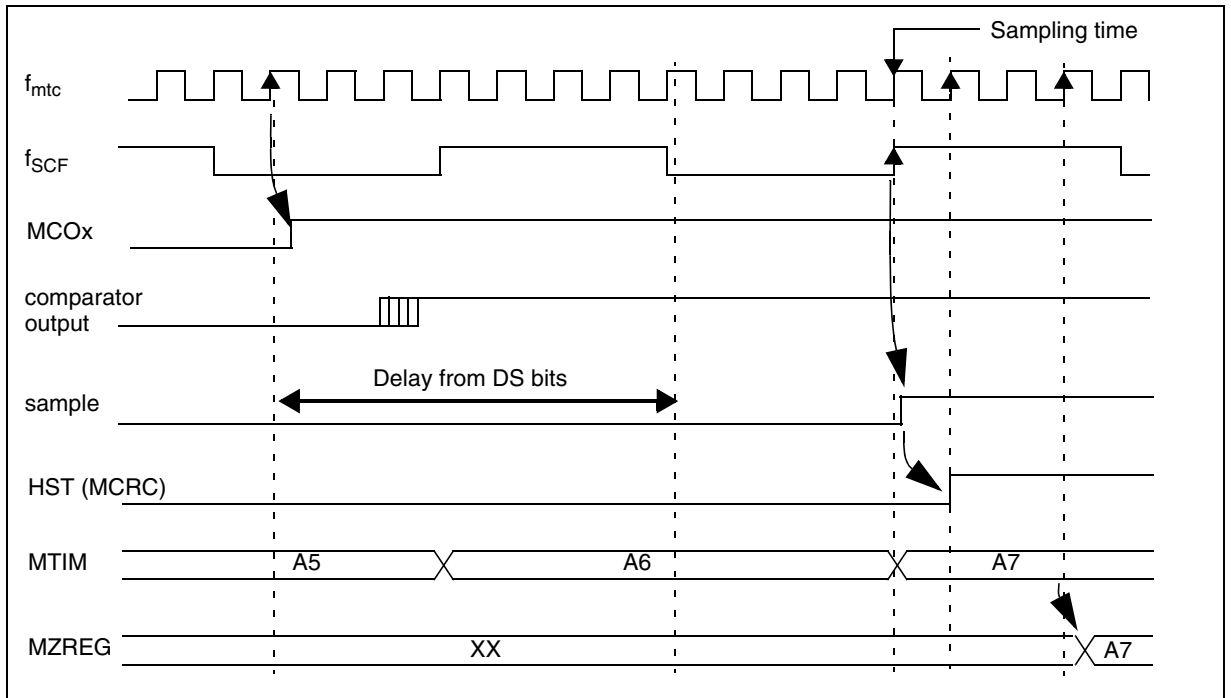 Sampling time
fmtc
fSCF
MCOx
comparator
output
Delay from DS bits
sample
HST (MCRC)
MTIM
A5
A6
A7
MZREG
XX
A7